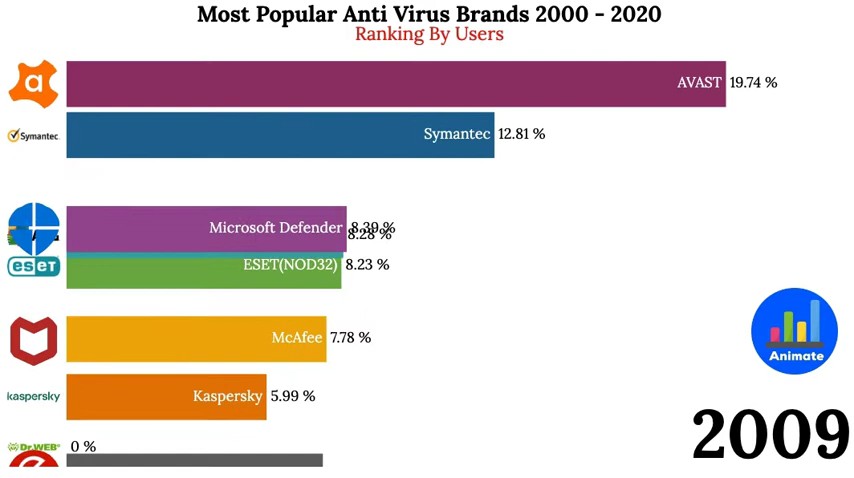 Most Popular Anti Virus Brands 2000 - 2020
Ranking By Users
a
AVAST 19.74 %
Symantec Symantec 12.81 %
Microsoft Defender 8.39 %
8.28 %
eseT ESET(NOD32) 8.23 %
McAfee 7.78 %
Animate
kaspersky Kaspersky 5.99 %
2009
Dr.WEB 0 %